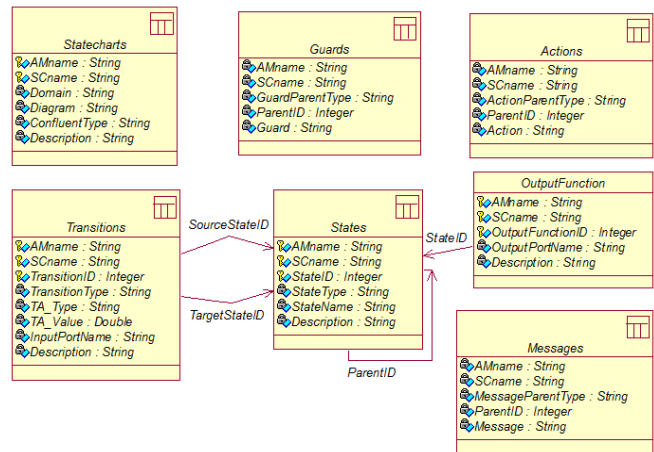 Statecharts
AMname : String
SCname : String
Domain : String
Diagram : String
ConfluentType : String
Description : String
Guards
AMname : String
SCname : String
GuardParentType : String
ParentID : Integer
Guard : String
Actions
AMname : String
SCname : String
ActionParentType : String
ParentID : Integer
Action : String
Transitions
AMname : String
SCname : String
TransitionID : Integer
TransitionType : String
TA_Type : String
TA_Value : Double
InputPortName : String
Description : String
SourceStateID
TargetStateID
States
AMname : String
SCname : String
StateID : Integer
StateType : String
StateName : String
Description : String
StateID
ParentID
OutputFunction
AMname : String
SCname : String
OutputFunctionID : Integer
OutputPortName : String
Description : String
Messages
AMname : String
SCname : String
MessageParentType : String
ParentID : Integer
Message : String